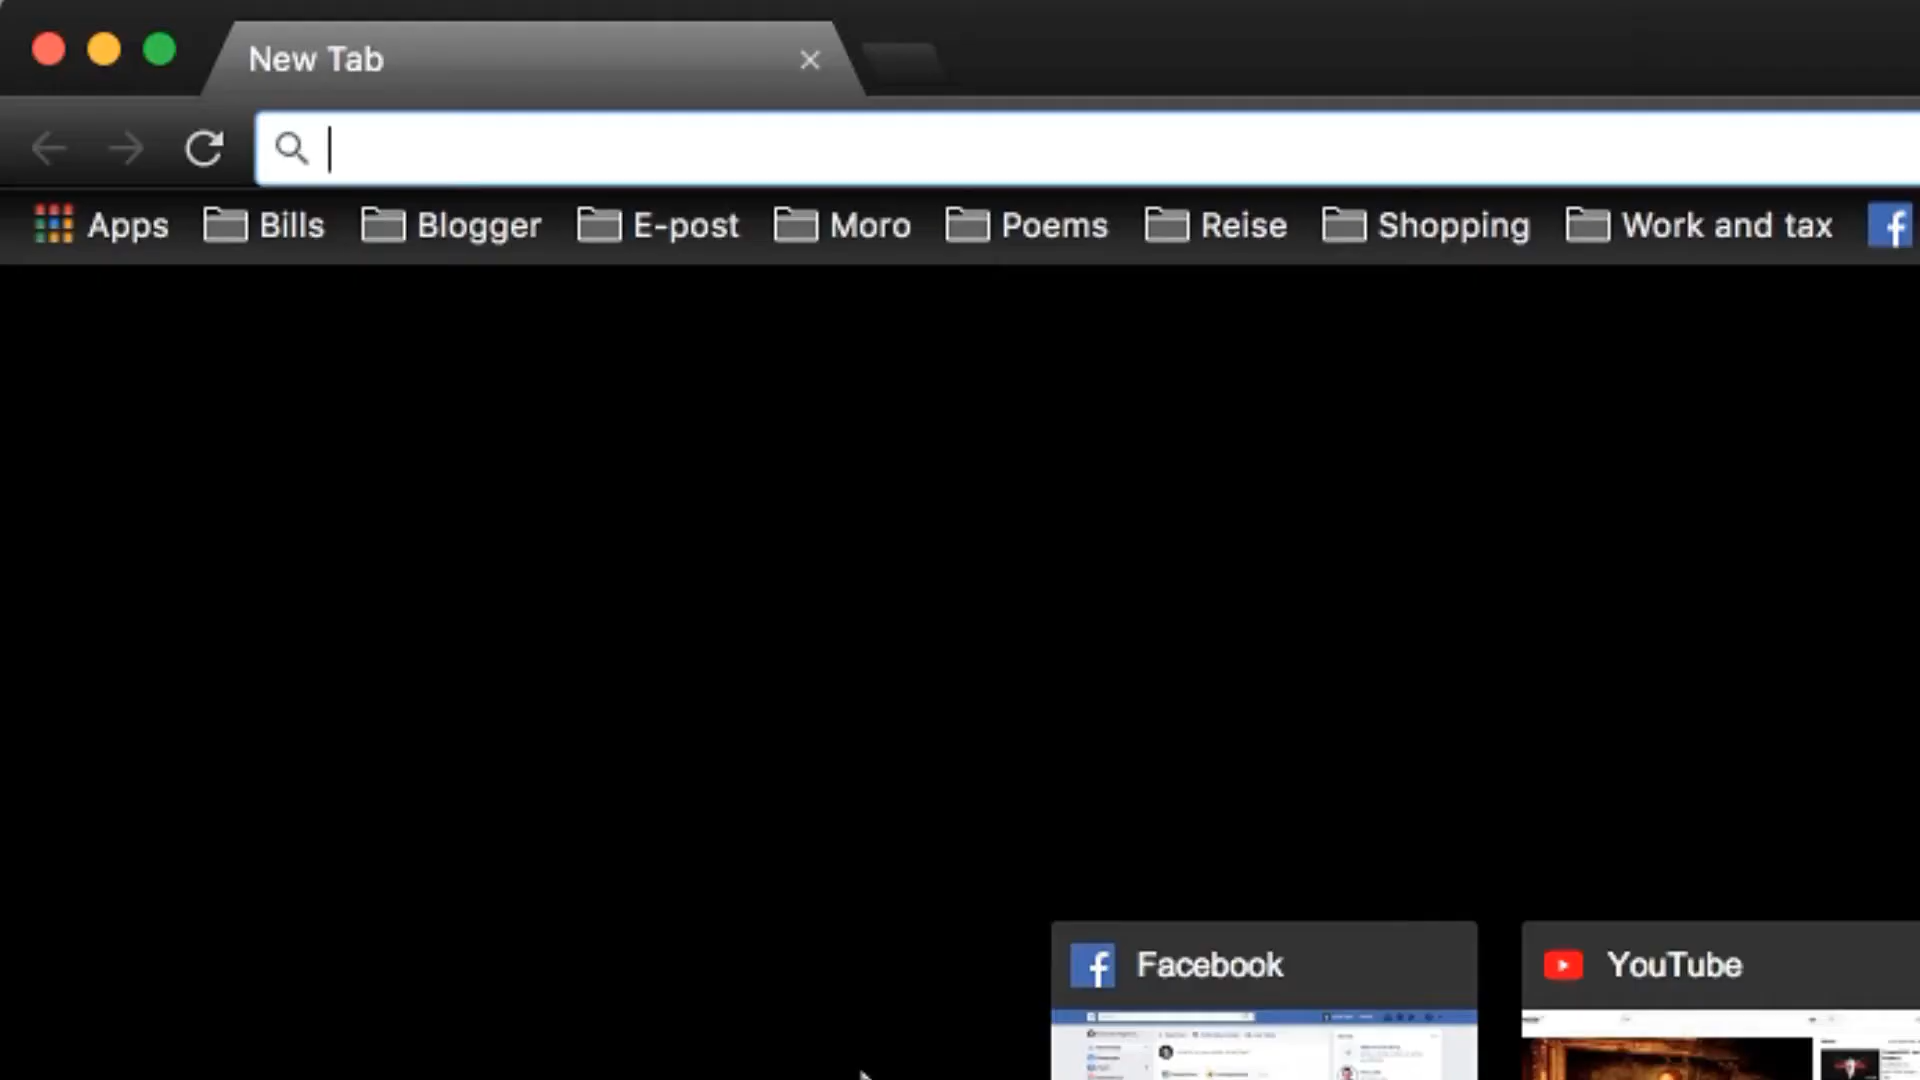 New Tab
Apps Bills Blogger E-post Moro Poems Reise Shopping Work and tax
Facebook YouTube